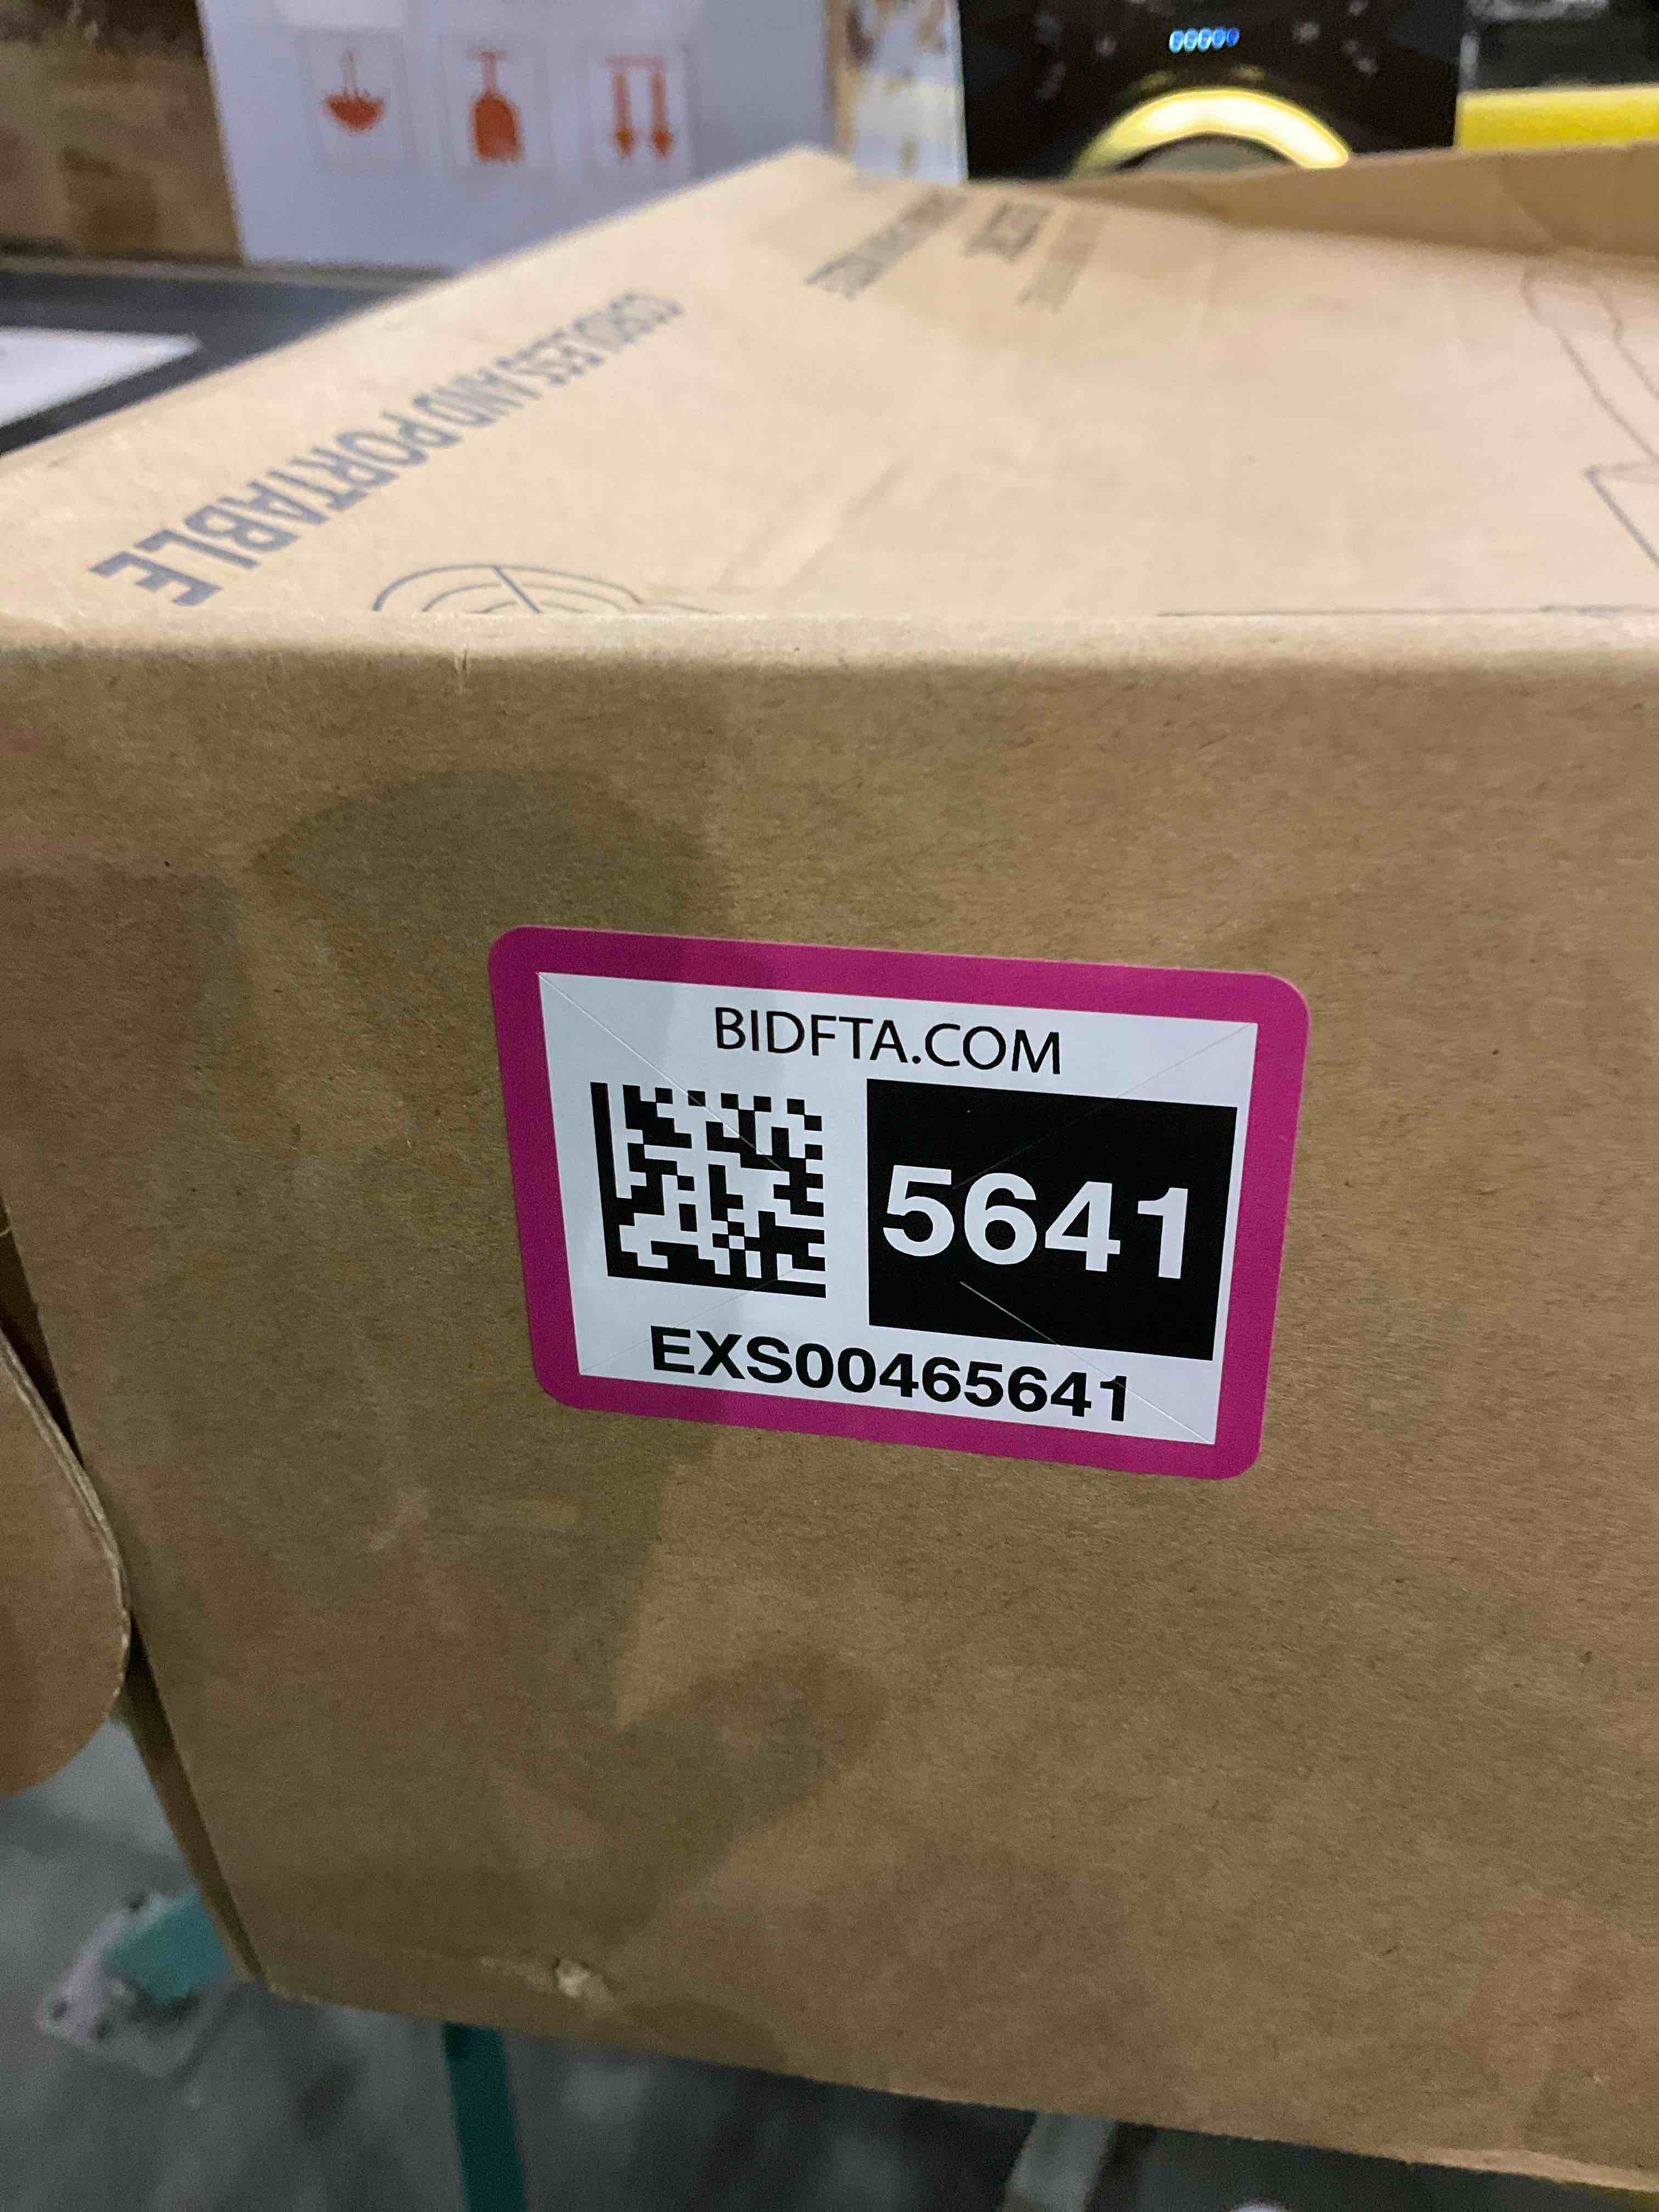 CORDLESS AND PORTABLE
BIDFTA.COM
5641
EXS00465641